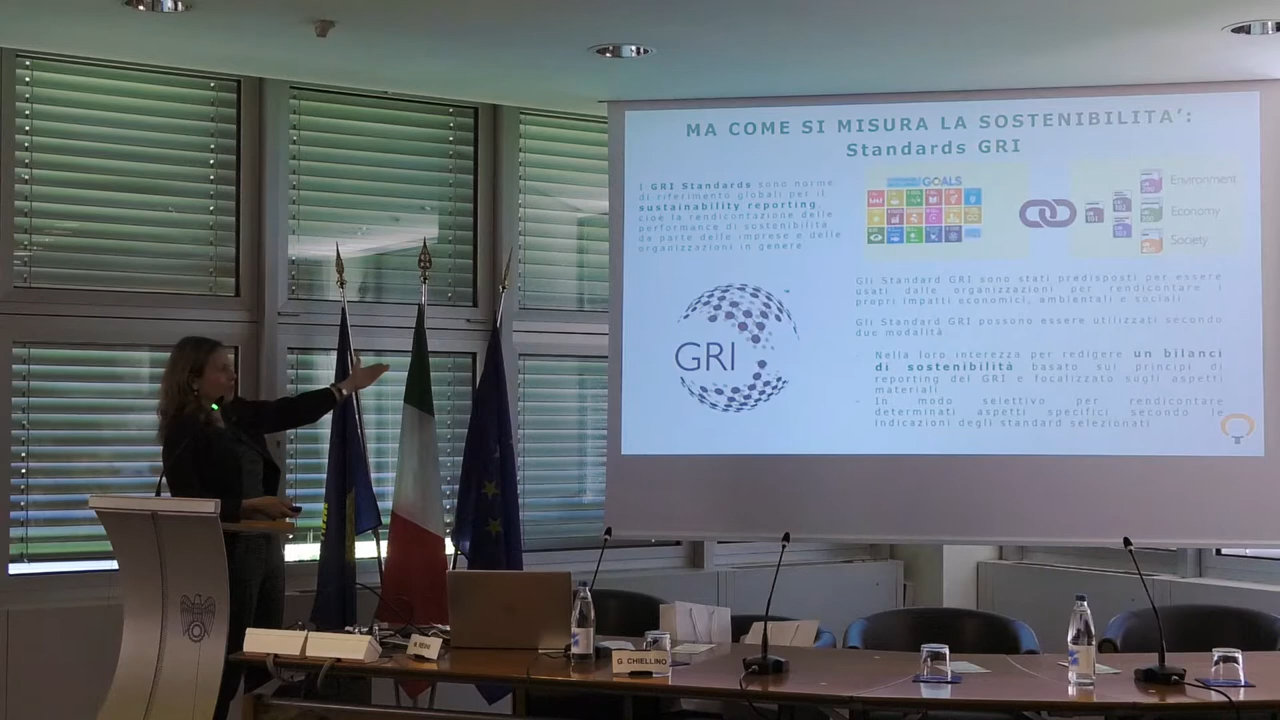 MA COME SI MISURA LA SOSTENIBILITA':
Standards GRI
I GRI Standards sono norme
di riferimento globali per il
sustainability reporting,
cioè la rendicontazione delle
performance di sostenibilità
da parte delle imprese e delle
organizzazioni in genere
GOALS
Environment
Economy
Society
GRI
Gli Standard GRI sono stati predisposti per essere
usati dalle organizzazioni per rendicontare i
propri impatti economici, ambientali e sociali
Gli Standard GRI possono essere utilizzati secondo
due modalità
- Nella loro interezza per redigere un bilanci
di sostenibilità basato sui principi di
reporting del GRI e focalizzato sugli aspetti
materiali
- In modo selettivo per rendicontare
determinati aspetti specifici secondo le
indicazioni degli standard selezionati
G. CHIELLINO